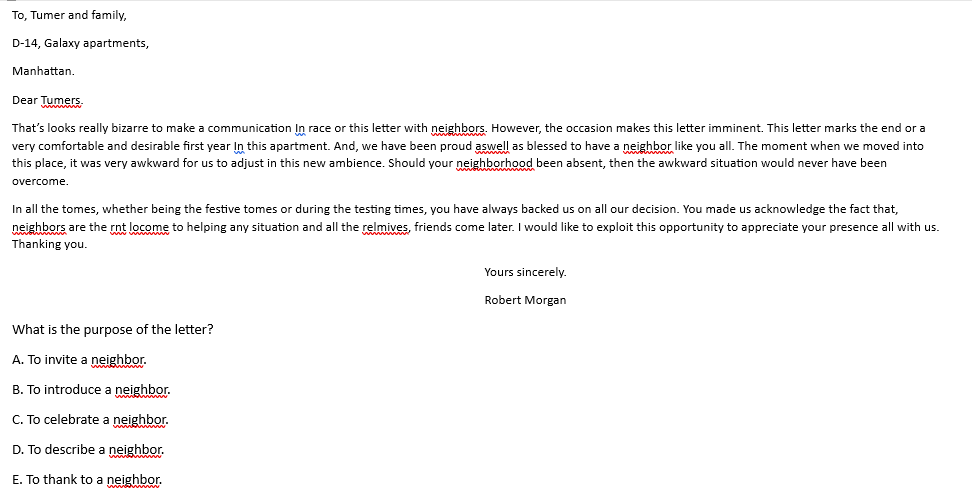 To, Tumer and family,
D-14, Galaxy apartments,
Manhattan.
Dear Tumers.
That's looks really bizarre to make a communication In race or this letter with neighbors. However, the occasion makes this letter imminent. This letter marks the end or a
very comfortable and desirable first year In this apartment. And, we have been proud aswell as blessed to have a neighbor like you all. The moment when we moved into
this place, it was very awkward for us to adjust in this new ambience. Should your neighborhood been absent, then the awkward situation would never have been
overcome.
In all the tomes, whether being the festive tomes or during the testing times, you have always backed us on all our decision. You made us acknowledge the fact that,
neighbors are the rnt locome to helping any situation and all the relmives, friends come later. I would like to exploit this opportunity to appreciate your presence all with us.
Thanking you.
Yours sincerely.
Robert Morgan
What is the purpose of the letter?
A. To invite a neighbor.
B. To introduce a neighbor.
C. To celebrate a neighbor.
D. To describe a neighbor.
E. To thank to a neighbor.